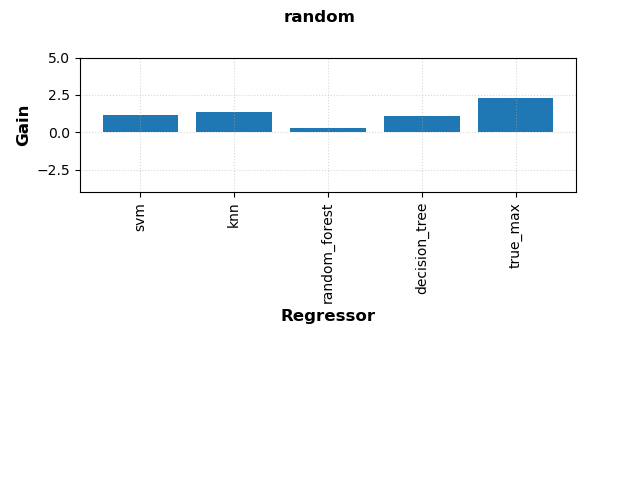 random
Gain
5.0
2.5
0.0
−2.5
svm
knn
random_forest
decision_tree
true_max
Regressor